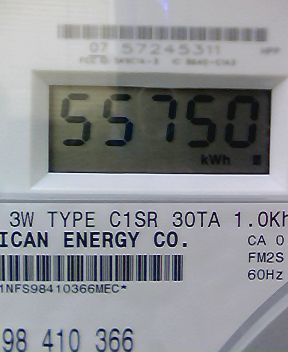 07 57245311
55750
kWh
3W TYPE C1SR 30TA 1.0Kh
ICAN ENERGY CO.
CA 0
FM2S
60Hz
1NFS98410366MEC*
98 410 366